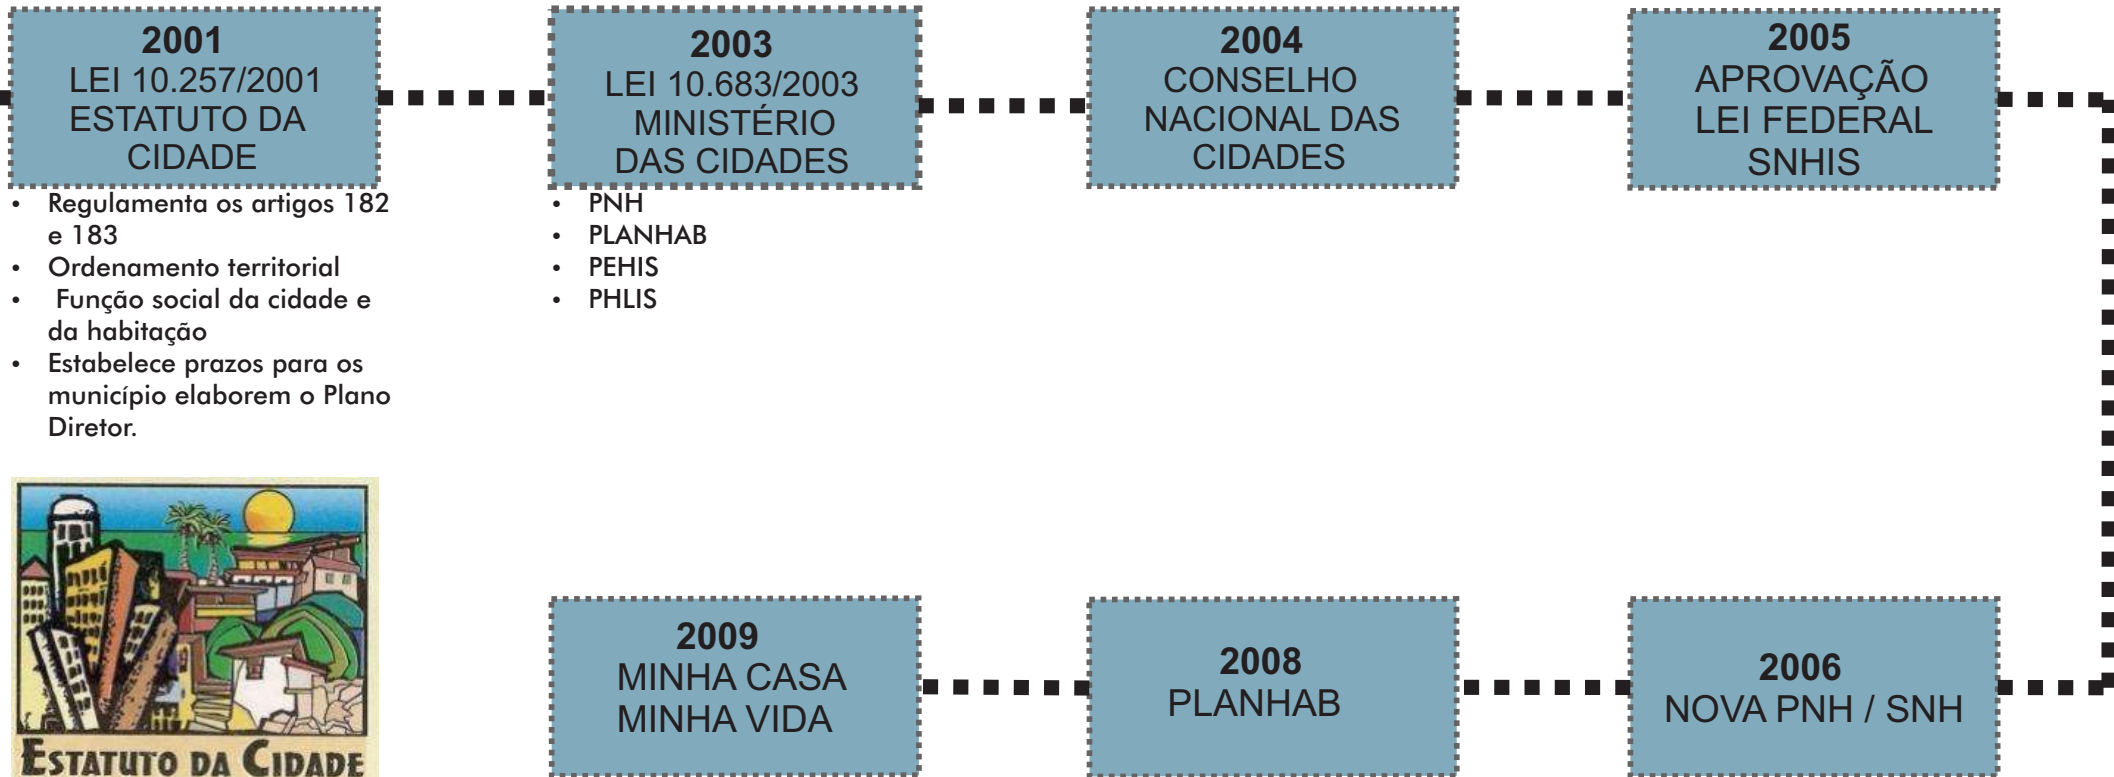 2001
LEI 10.257/2001
ESTATUTO DA
CIDADE
• Regulamenta os artigos 182
e 183
• Ordenamento territorial
• Função social da cidade e
da habitação
• Estabelece prazos para os
município elaborem o Plano
Diretor.
ESTATUTO DA CIDADE
2003
LEI 10.683/2003
MINISTÉRIO
DAS CIDADES
• PNH
• PLANHAB
• PEHIS
• PHLIS
2004
CONSELHO
NACIONAL DAS
CIDADES
2005
APROVAÇÃO
LEI FEDERAL
SNHIS
2006
NOVA PNH / SNH
2008
PLANHAB
2009
MINHA CASA
MINHA VIDA